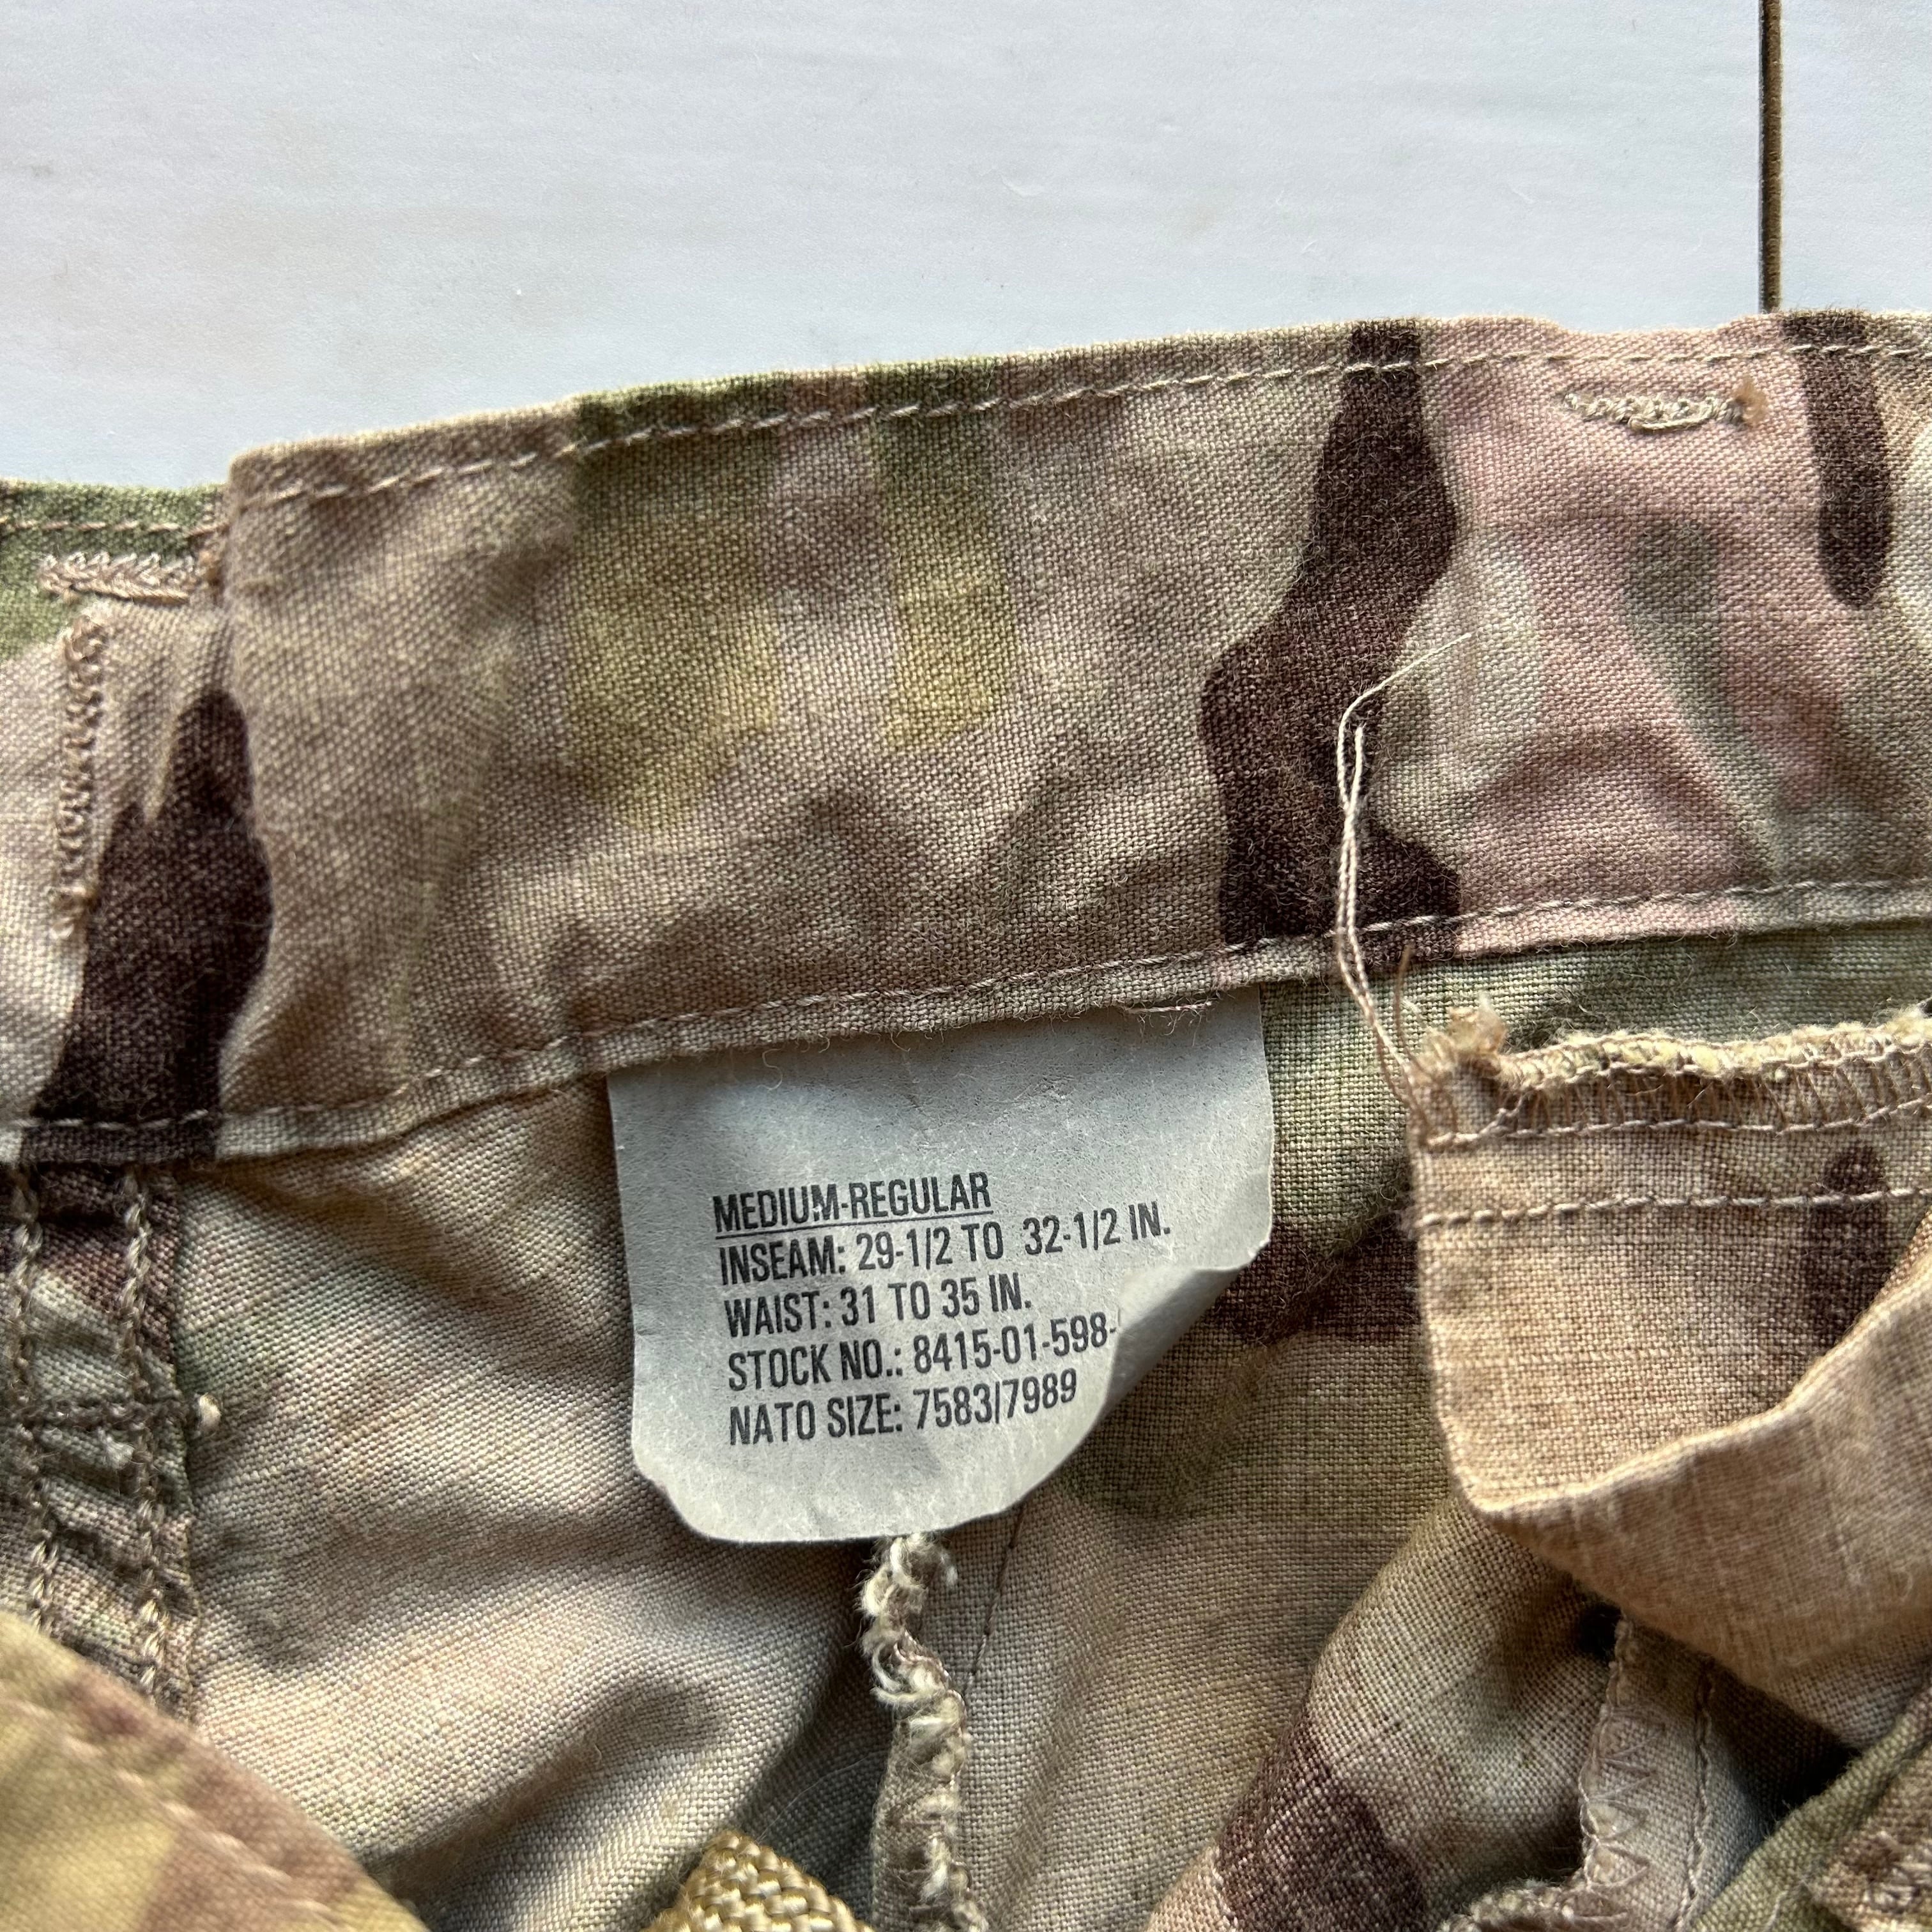 MEDIUM-REGULAR
INSEAM: 29-1/2 TO 32-1/2 IN.
WAIST: 31 TO 35 IN.
STOCK NO.: 8415-01-598-
NATO SIZE: 7583/7989